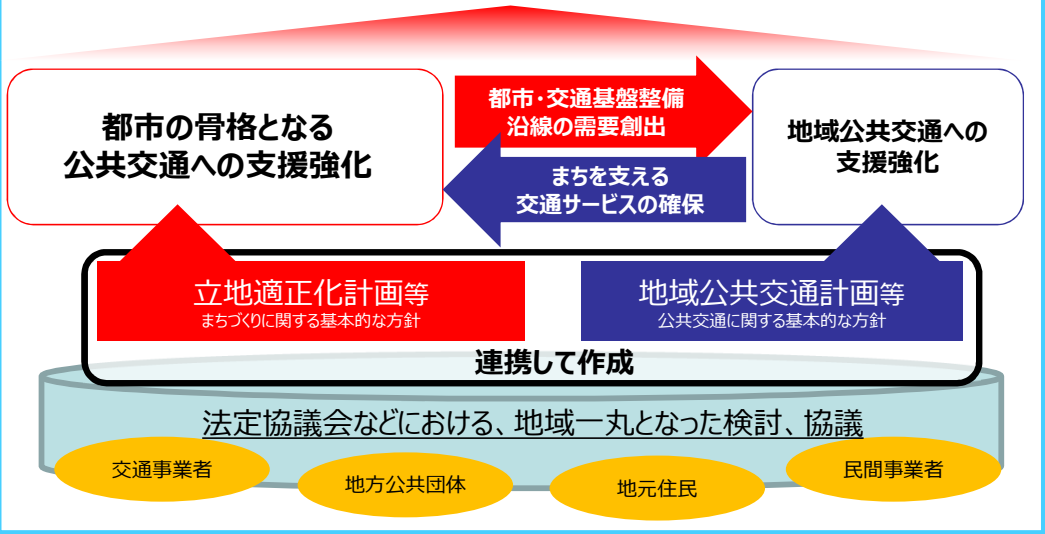 都市の骨格となる
公共交通への支援強化
都市・交通基盤整備
沿線の需要創出
まちを支える
交通サービスの確保
地域公共交通への
支援強化
立地適正化計画等
まちづくりに関する基本的な方針
地域公共交通計画等
公共交通に関する基本的な方針
連携して作成
法定協議会などにおける、地域一丸となった検討、協議
交通事業者
地方公共団体
地元住民
民間事業者